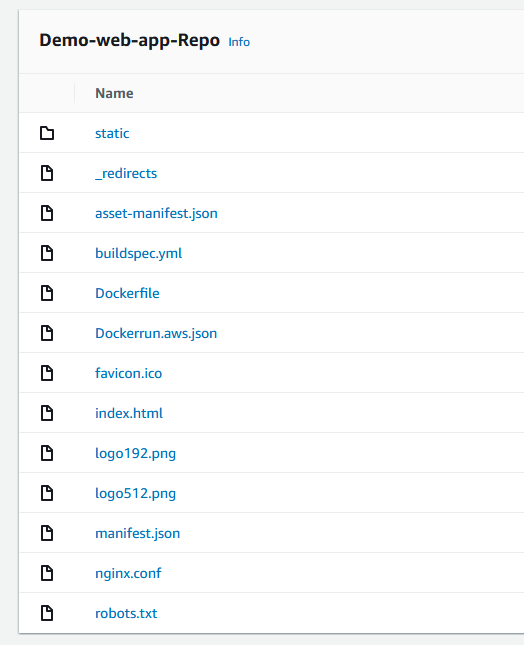 Demo-web-app-Repo Info
Name
static
_redirects
asset-manifest.json
buildspec.yml
Dockerfile
Dockerrun.aws.json
favicon.ico
index.html
logo192.png
logo512.png
manifest.json
nginx.conf
robots.txt